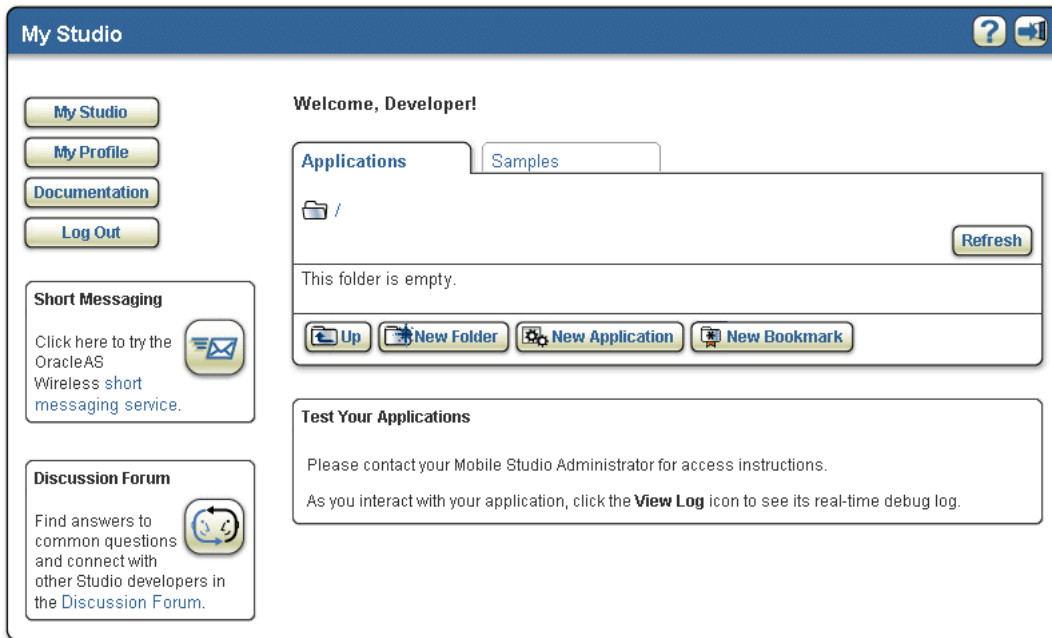 My Studio
?
My Studio
My Profile
Documentation
Log Out
Short Messaging
Click here to try the
OracleAS
Wireless short
messaging service.
Discussion Forum
Find answers to
common questions
and connect with
other Studio developers in
the Discussion Forum.
Welcome, Developer!
Applications
Samples
/
Refresh
This folder is empty.
Up New Folder New Application New Bookmark
Test Your Applications
Please contact your Mobile Studio Administrator for access instructions.
As you interact with your application, click the View Log icon to see its real-time debug log.